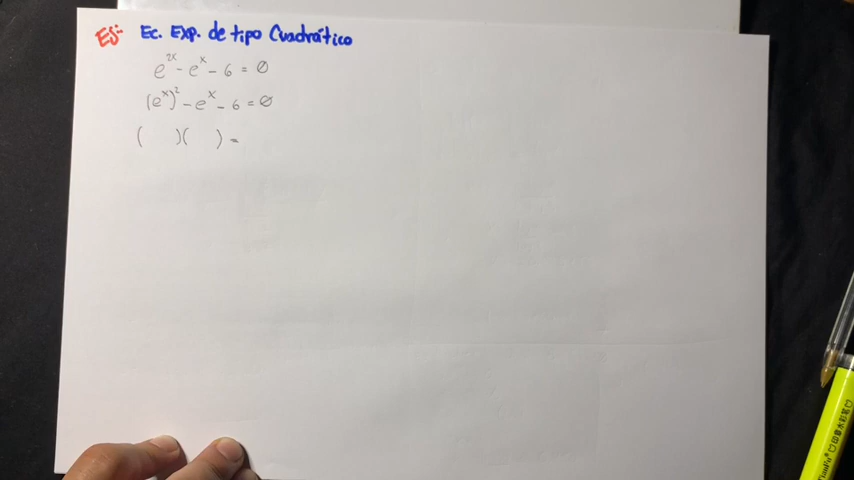 Ej:- Ec. Exp. de tipo Cuadrático
e^{2x} - e^x - 6 = 0
(e^x)^2 - e^x - 6 = 0
(   )(   ) =